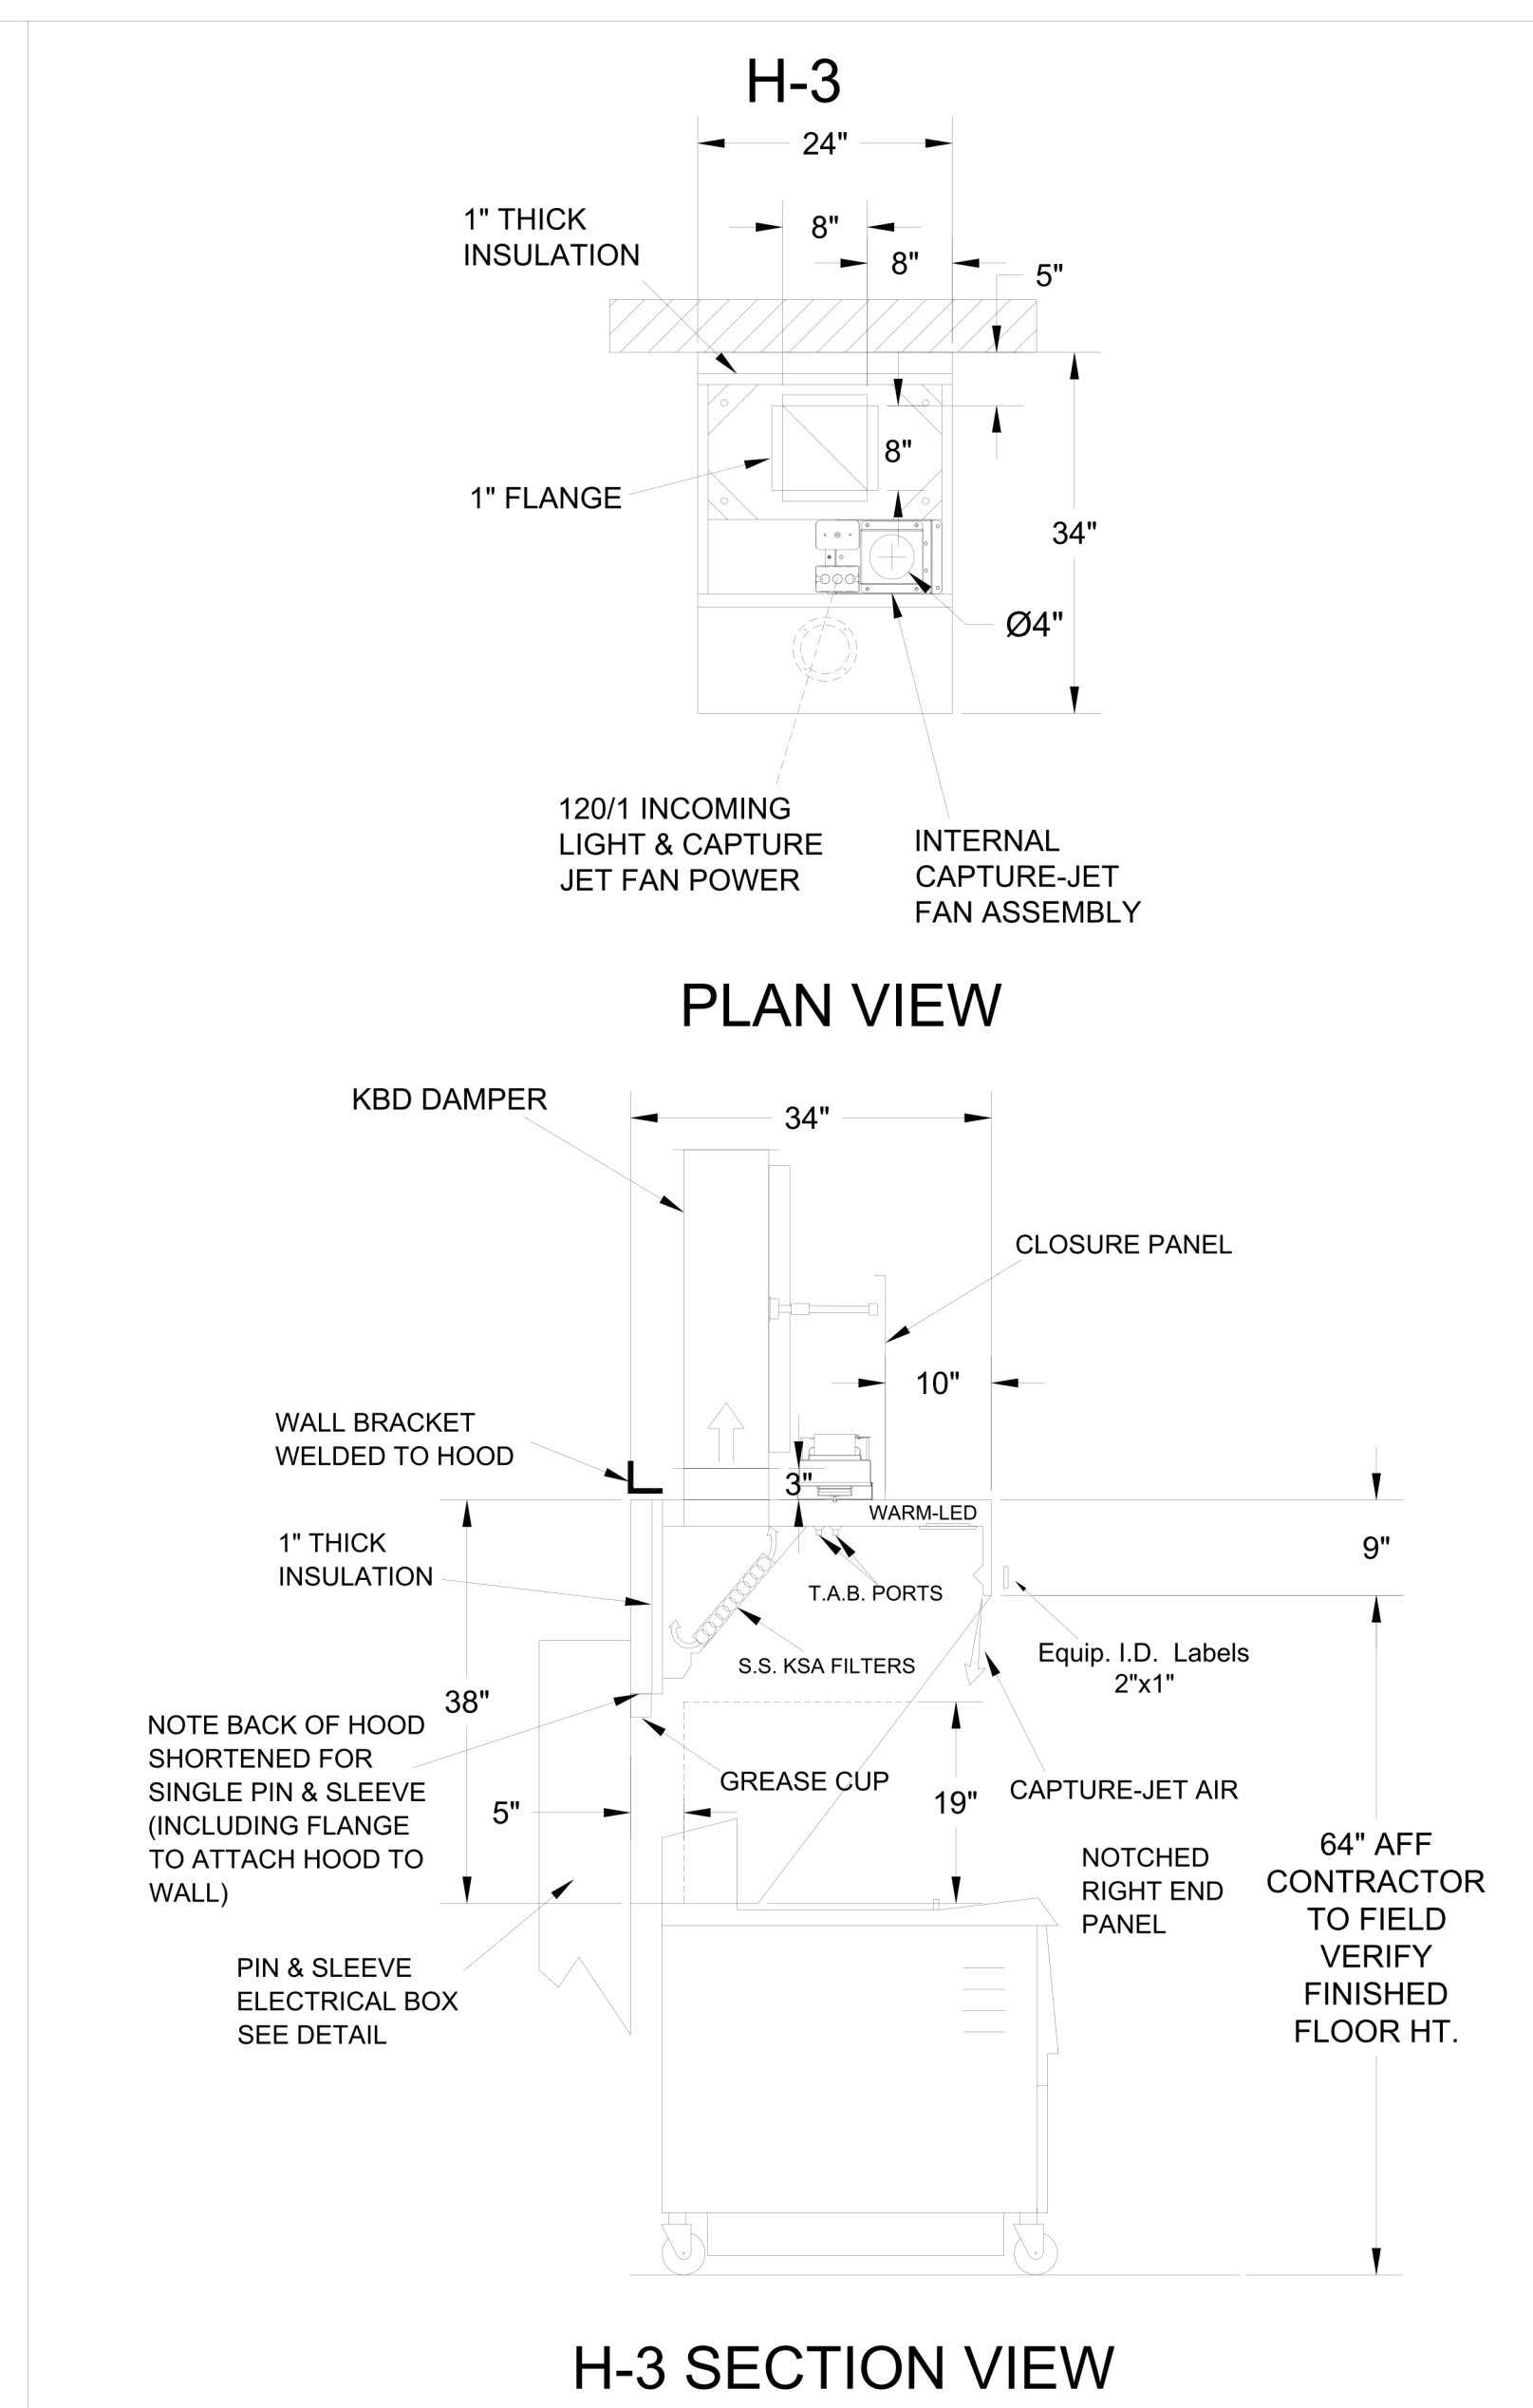 H-3
24"
1" THICK
INSULATION
8"
8"
5"
8"
1" FLANGE
34"
Ø4"
120/1 INCOMING
LIGHT & CAPTURE
JET FAN POWER
INTERNAL
CAPTURE-JET
FAN ASSEMBLY
PLAN VIEW
KBD DAMPER
34"
CLOSURE PANEL
10"
WALL BRACKET
WELDED TO HOOD
3"
WARM-LED
1" THICK
INSULATION
9"
T.A.B. PORTS
S.S. KSA FILTERS
Equip. I.D. Labels
2"x1"
38"
NOTE BACK OF HOOD
SHORTENED FOR
SINGLE PIN & SLEEVE
(INCLUDING FLANGE
TO ATTACH HOOD TO
WALL)
GREASE CUP
5"
19"
CAPTURE-JET AIR
NOTCHED
RIGHT END
PANEL
64" AFF
CONTRACTOR
TO FIELD
VERIFY
FINISHED
FLOOR HT.
PIN & SLEEVE
ELECTRICAL BOX
SEE DETAIL
H-3 SECTION VIEW